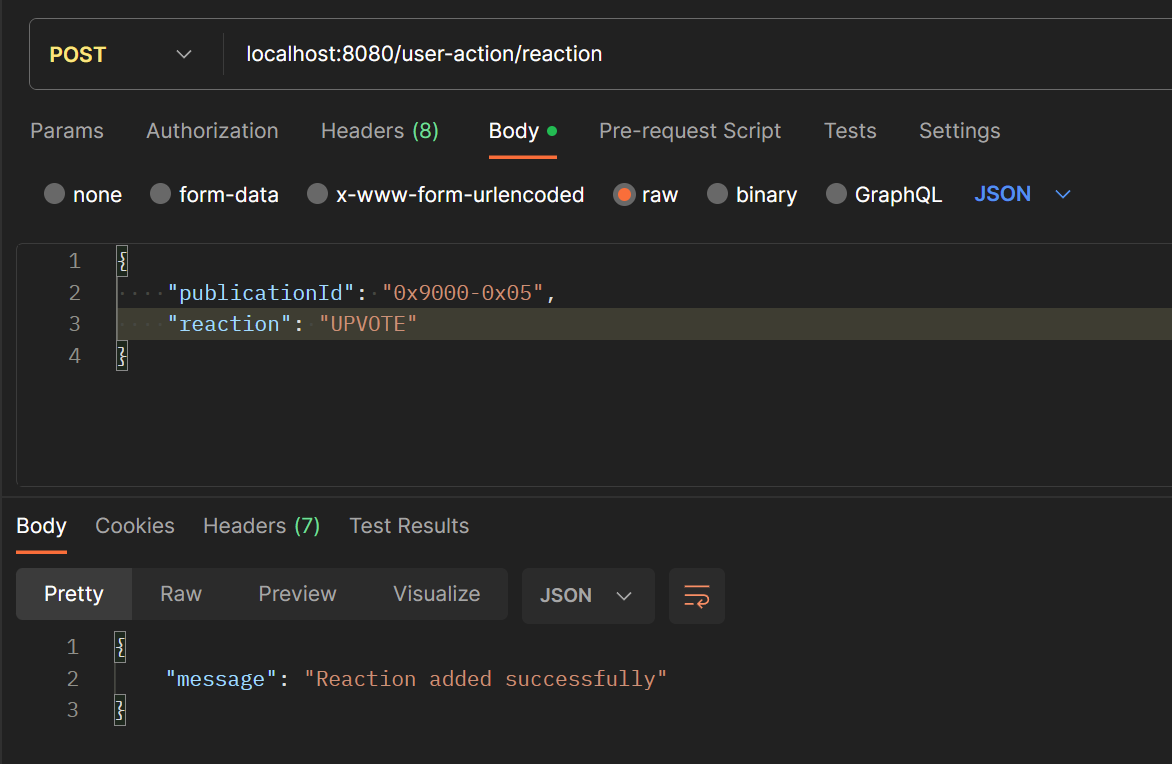 POST localhost:8080/user-action/reaction
Params Authorization Headers (8) Body Pre-request Script Tests Settings
none form-data x-www-form-urlencoded raw binary GraphQL JSON
1 {
2 "publicationId": "0x9000-0x05",
3 "reaction": "UPVOTE"
4 }
Body Cookies Headers (7) Test Results
Pretty Raw Preview Visualize JSON
1 {
2 "message": "Reaction added successfully"
3 }